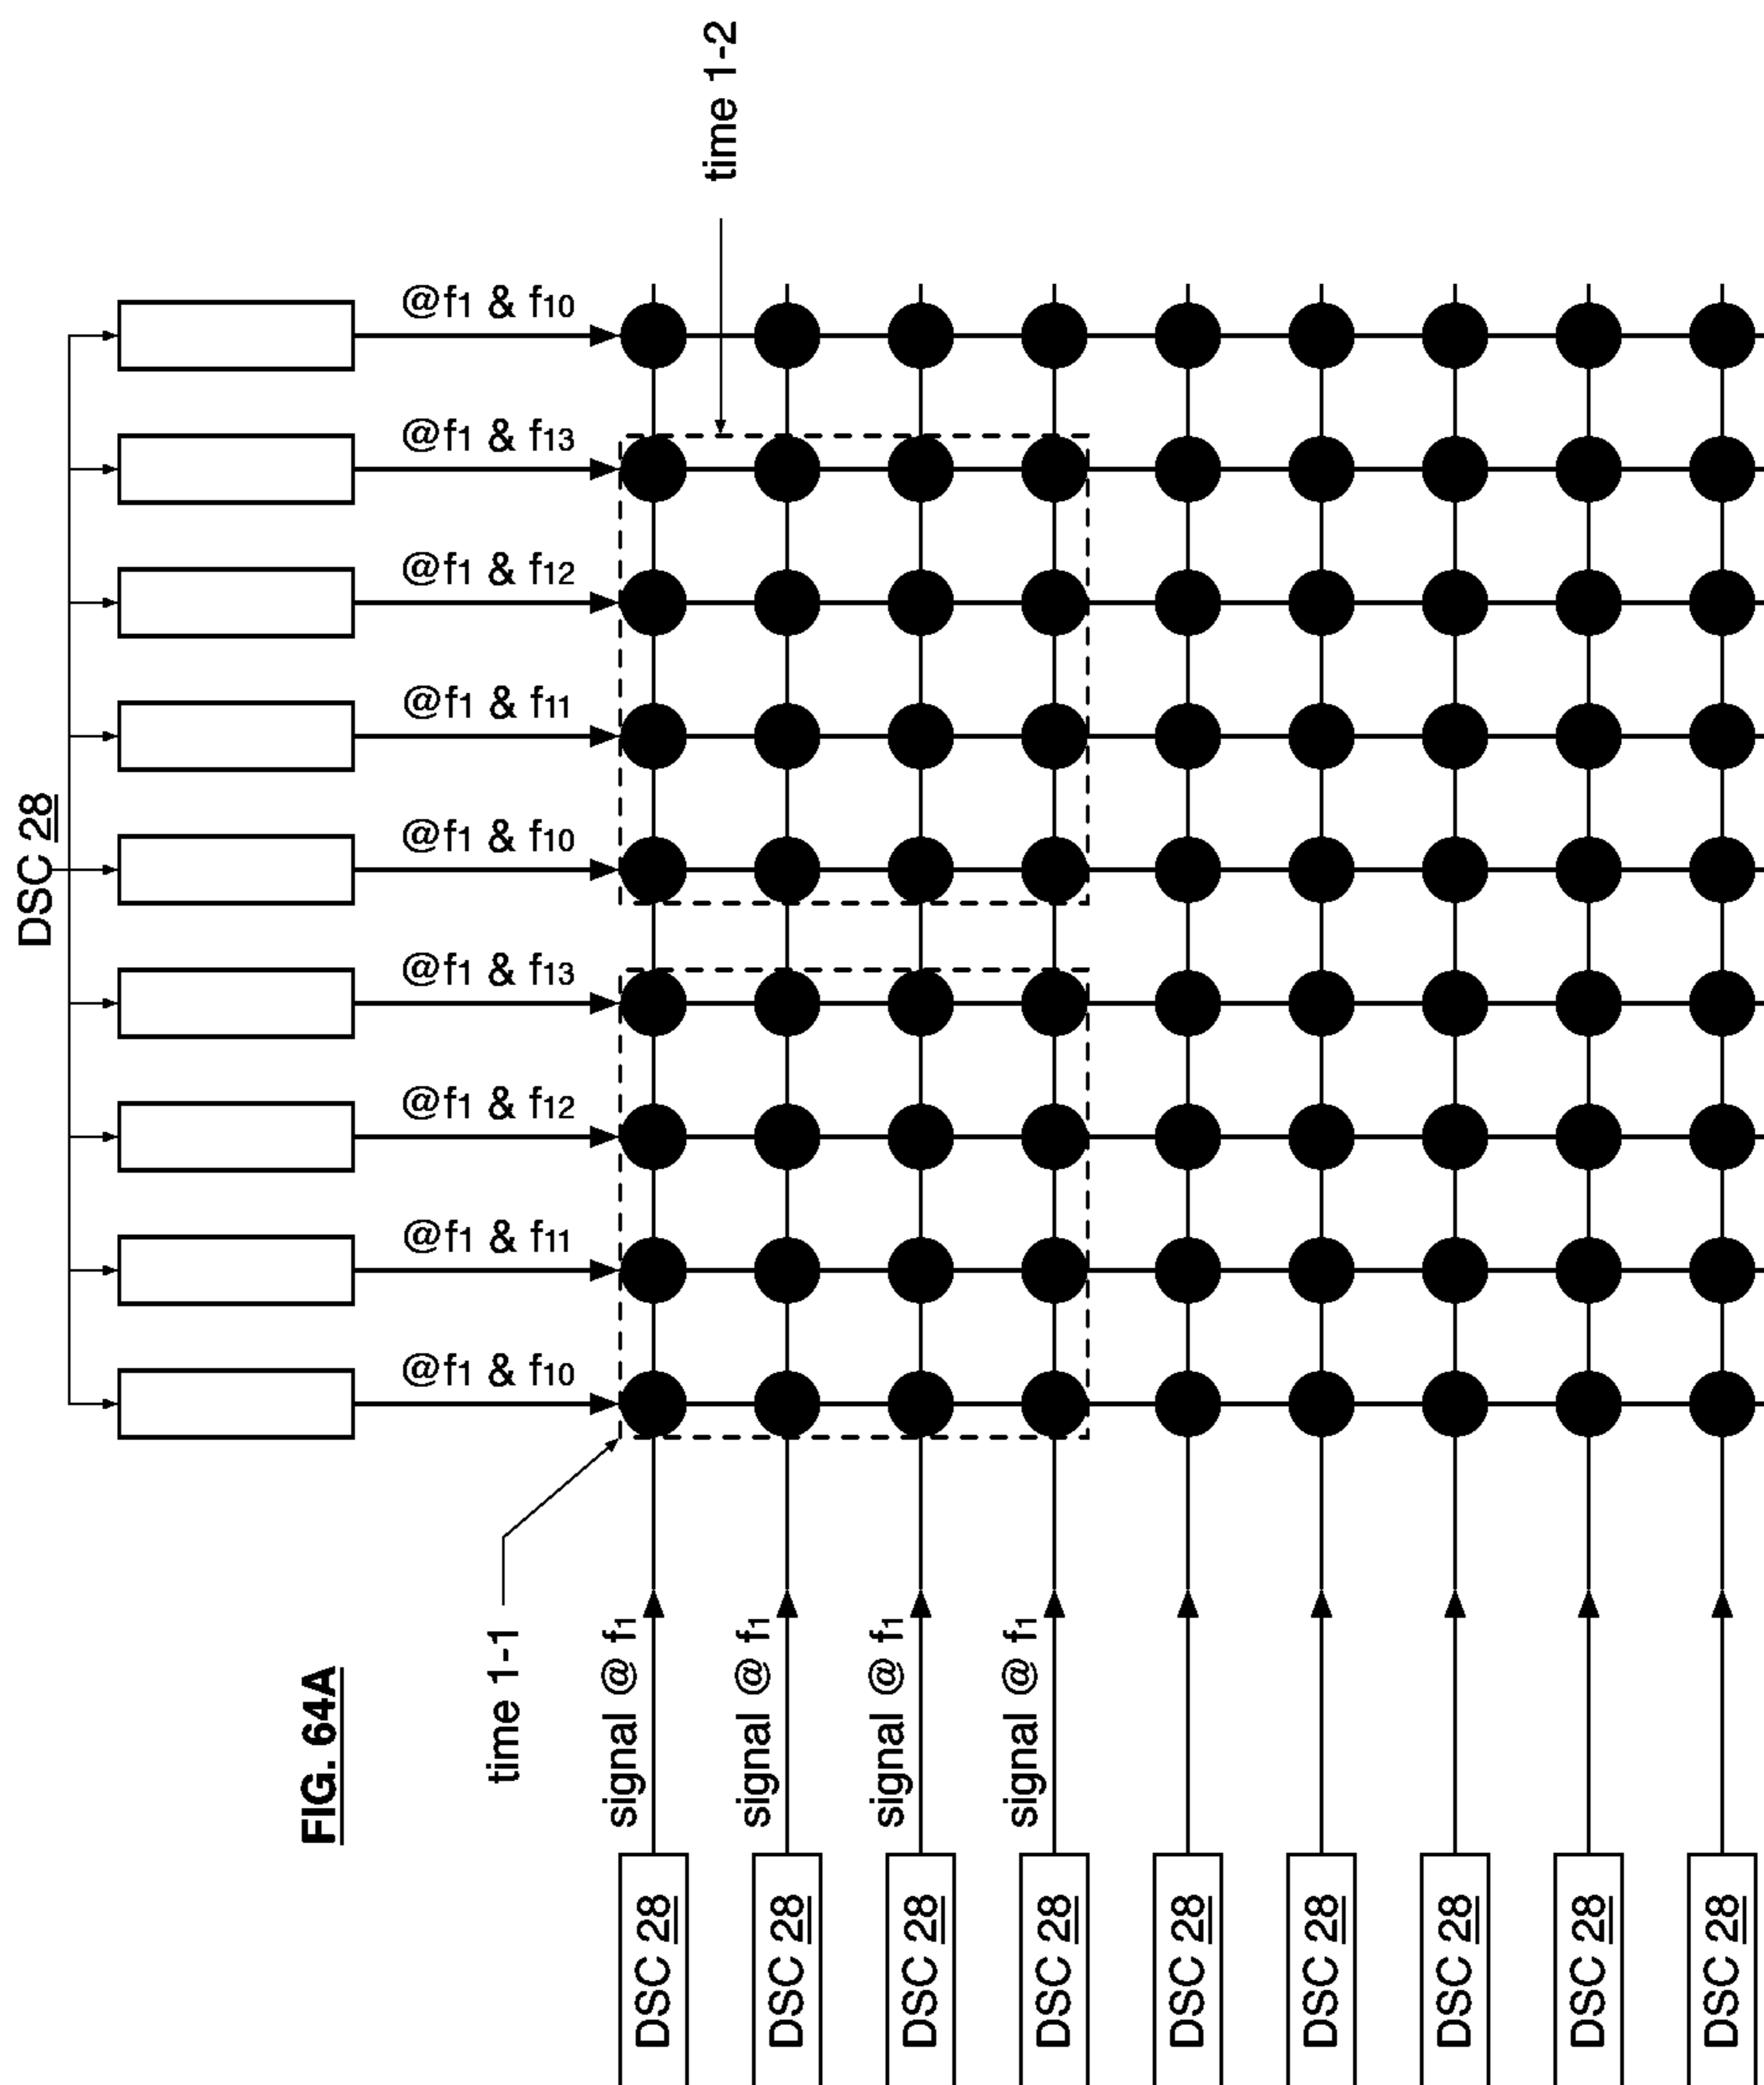 time 1-2
@f1 & f10
@f1 & f13
@f1 & f12
@f1 & f11
DSC 28
@f1 & f10
@f1 & f13
@f1 & f12
@f1 & f11
@f1 & f10
FIG. 64A
time 1-1
signal @ f1
signal @ f1
signal @ f1
signal @ f1
DSC 28
DSC 28
DSC 28
DSC 28
DSC 28
DSC 28
DSC 28
DSC 28
DSC 28